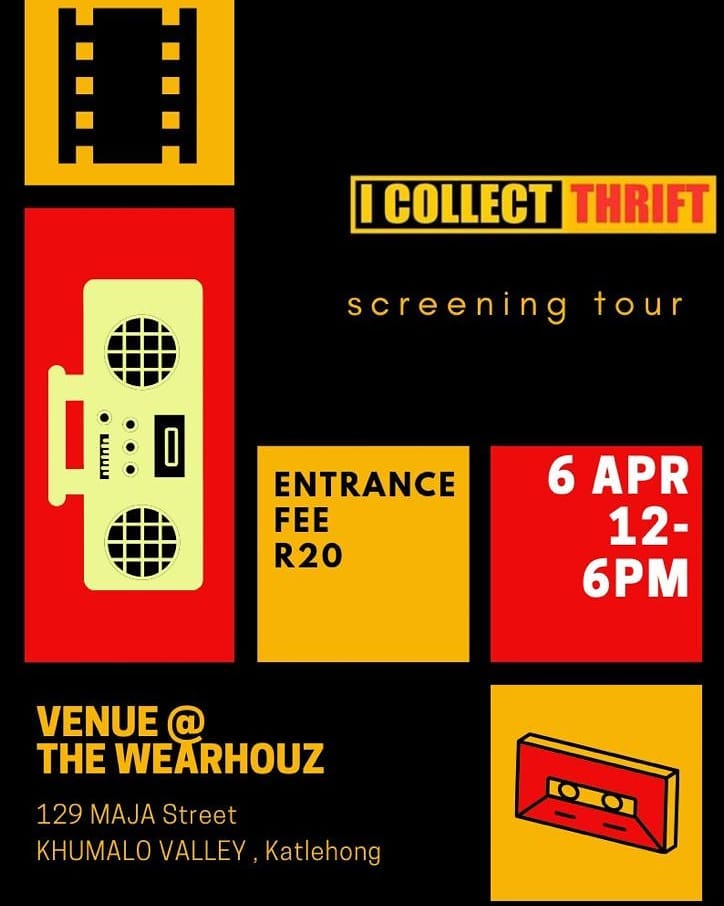 I COLLECT THRIFT
screening tour
ENTRANCE
FEE
R20
6 APR
12-
6PM
VENUE @
THE WEARHOUZ
129 MAJA Street
KHUMALO VALLEY , Katlehong